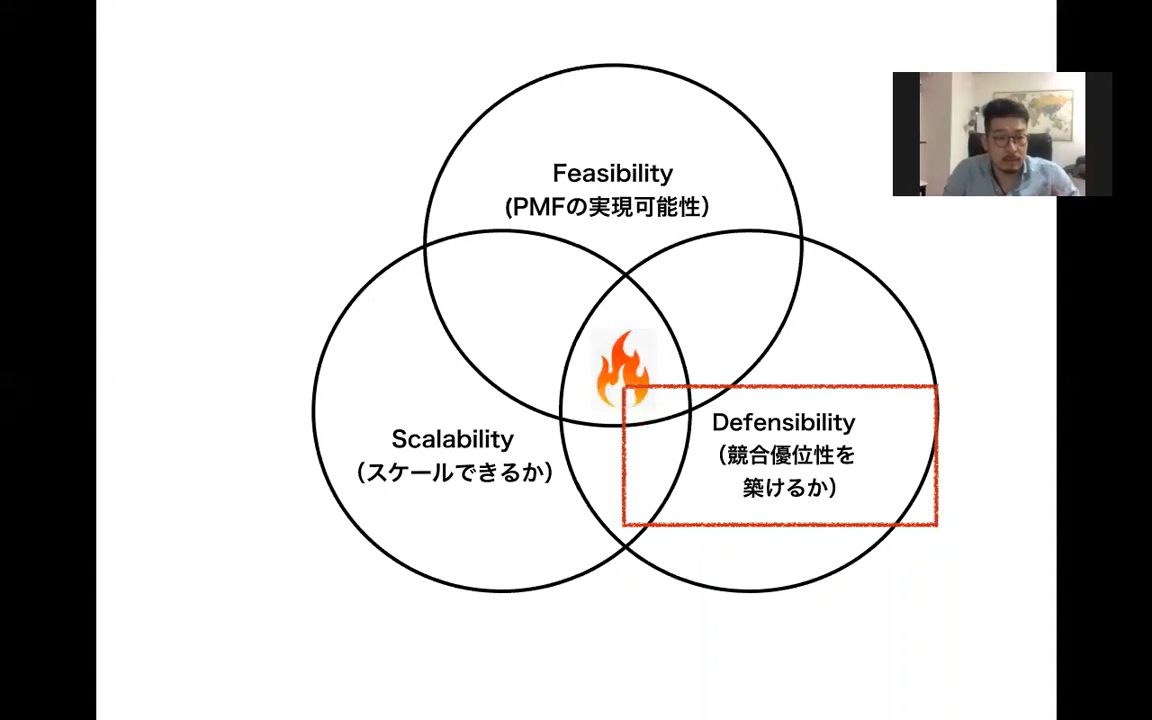 Feasibility
(PMFの実現可能性）
Scalability
（スケールできるか）
Defensibility
（競合優位性を
築けるか）